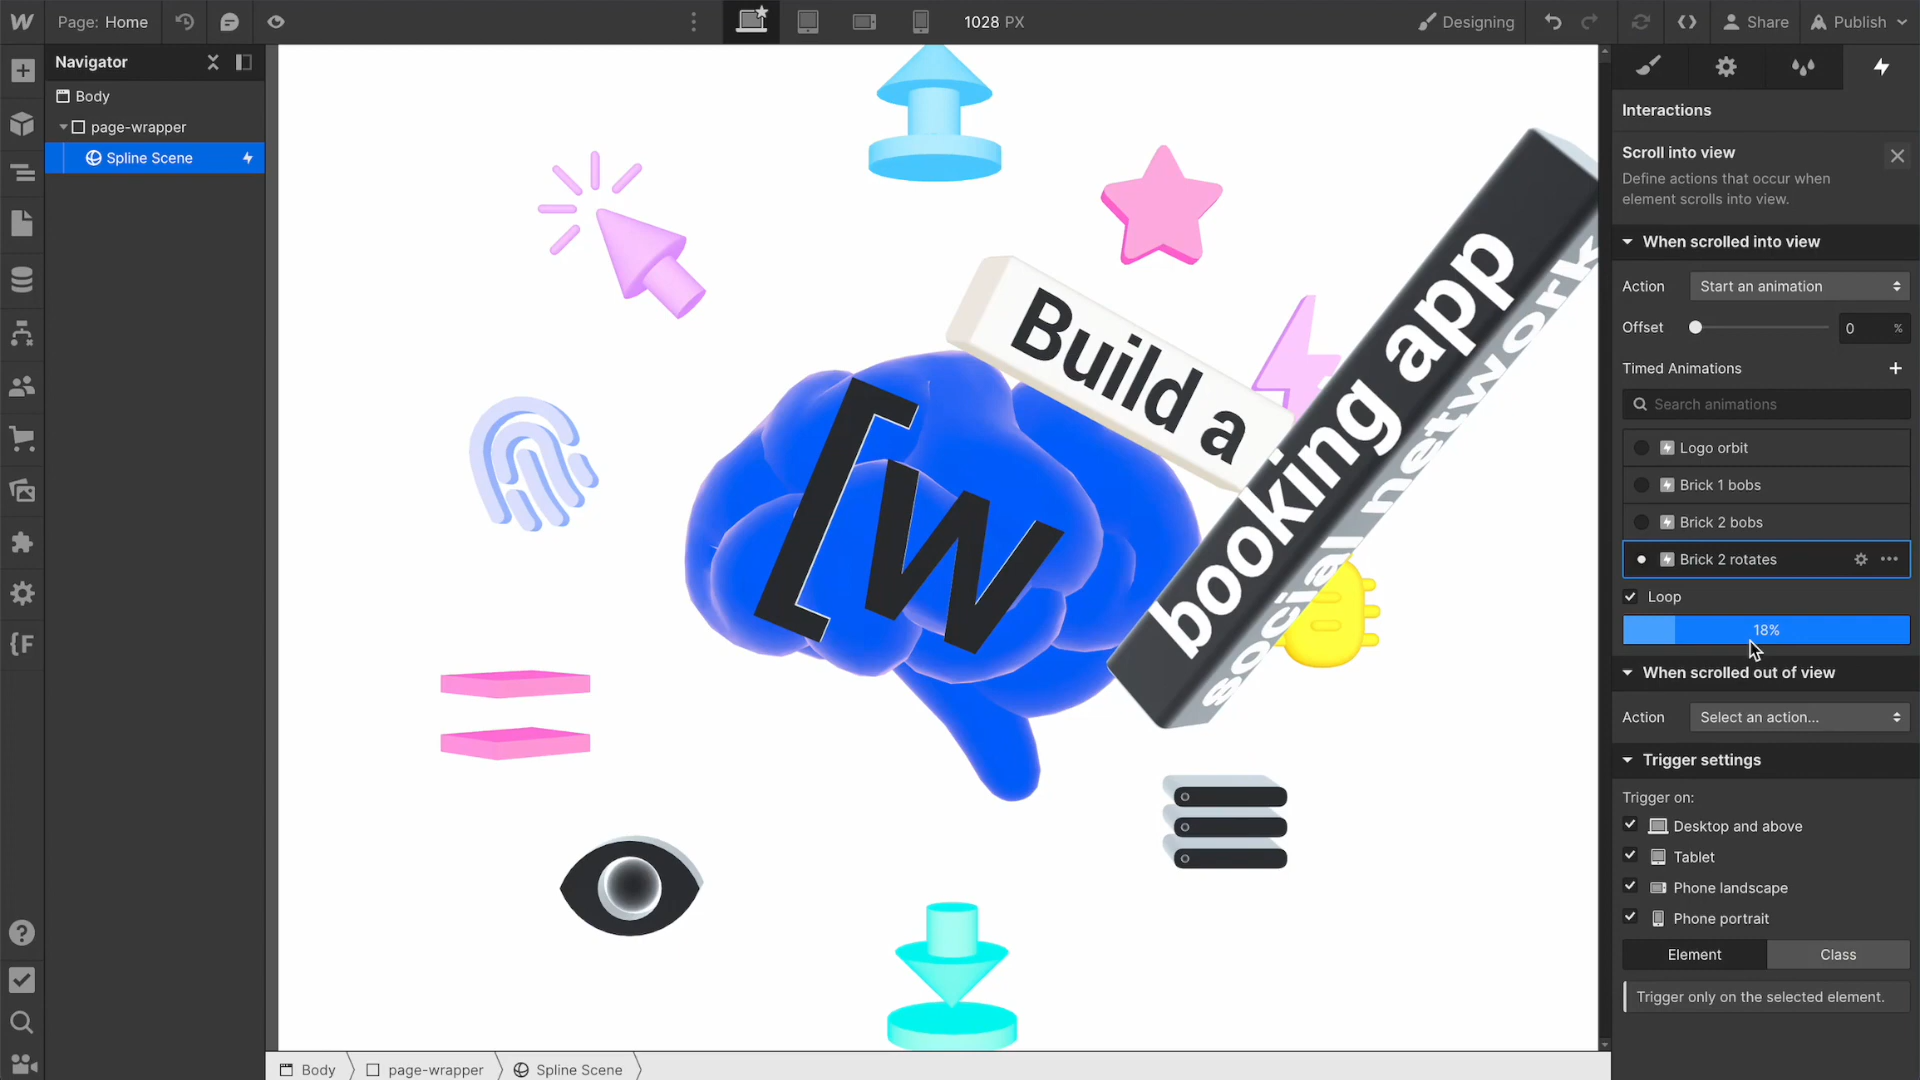 Page: Home
1028 PX
Designing
Share
Publish
Navigator
Body
page-wrapper
Spline Scene
Build a
booking app
social network
[w
Interactions
Scroll into view
Define actions that occur when
element scrolls into view.
When scrolled into view
Action
Start an animation
Offset
0
%
Timed Animations
Search animations
Logo orbit
Brick 1 bobs
Brick 2 bobs
Brick 2 rotates
Loop
18%
When scrolled out of view
Action
Select an action...
Trigger settings
Trigger on:
Desktop and above
Tablet
Phone landscape
Phone portrait
Element
Class
Trigger only on the selected element.
Body
page-wrapper
Spline Scene